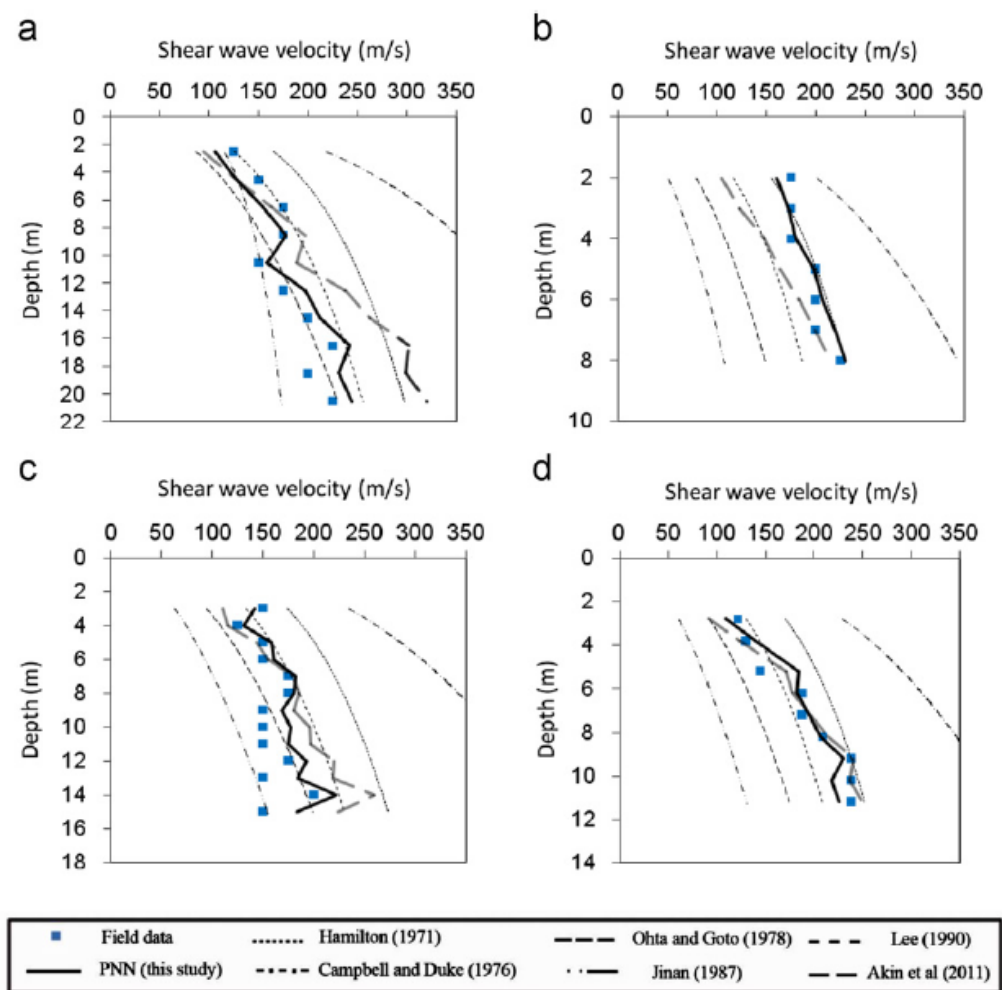 a
Shear wave velocity (m/s)
0 50 100 150 200 250 300 350
0
2
4
6
8
10
12
14
16
18
20
22
Depth (m)
b
Shear wave velocity (m/s)
0 50 100 150 200 250 300 350
0
2
4
6
8
10
Depth (m)
c
Shear wave velocity (m/s)
0 50 100 150 200 250 300 350
0
2
4
6
8
10
12
14
16
18
Depth (m)
d
Shear wave velocity (m/s)
0 50 100 150 200 250 300 350
0
2
4
6
8
10
12
14
Depth (m)
Field data Hamilton (1971) Ohta and Goto (1978) Lee (1990)
PNN (this study) Campbell and Duke (1976) Jinan (1987) Akin et al (2011)